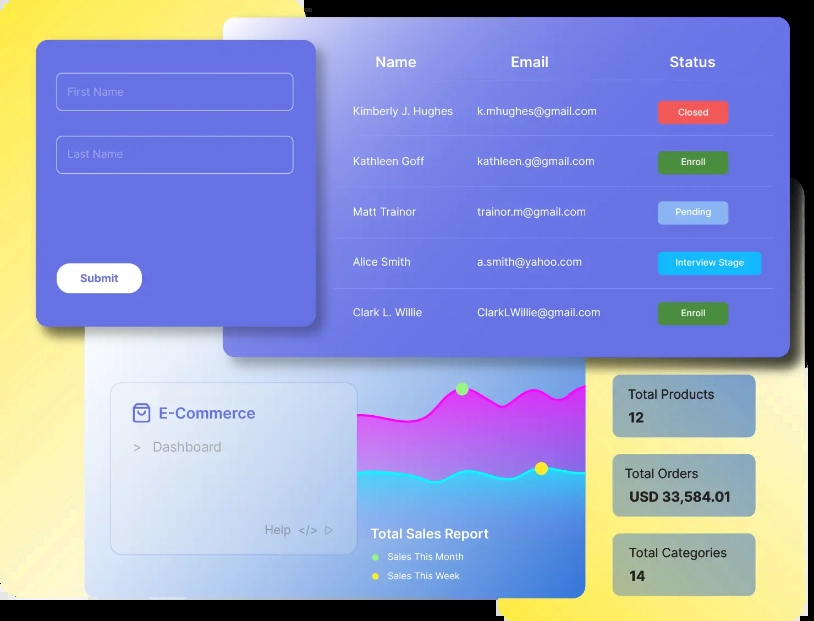 First Name
Last Name
Submit
Name Email Status
Kimberly J. Hughes k.mhughes@gmail.com Closed
Kathleen Goff kathleen.g@gmail.com Enroll
Matt Trainor trainor.m@gmail.com Pending
Alice Smith a.smith@yahoo.com Interview Stage
Clark L. Willie ClarkLWillie@gmail.com Enroll
E-Commerce
> Dashboard
Help </>
Total Sales Report
Sales This Month
Sales This Week
Total Products
12
Total Orders
USD 33,584.01
Total Categories
14